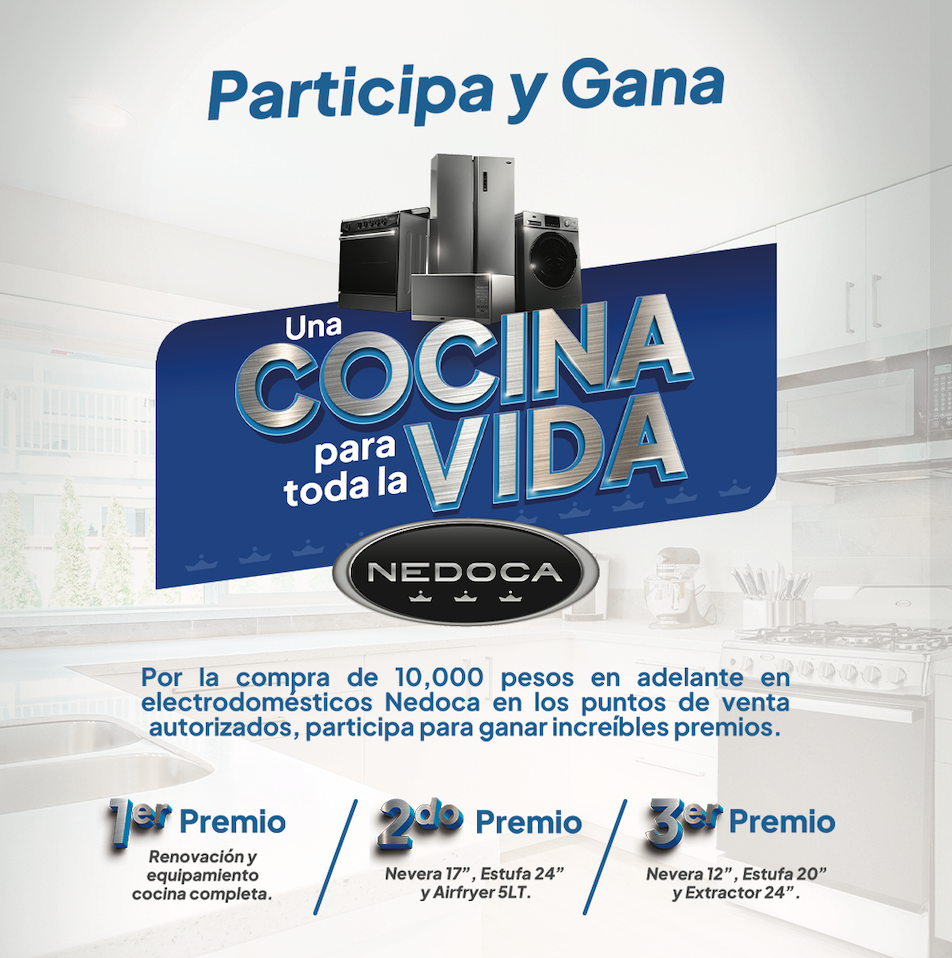 Participa y Gana
Una
COCINA
para
toda la
VIDA
NEDOCA
Por la compra de 10,000 pesos en adelante en
electrodomésticos Nedoca en los puntos de venta
autorizados, participa para ganar increíbles premios.
1er Premio
Renovación y
equipamiento
cocina completa.
2do Premio
Nevera 17”, Estufa 24”
y Airfryer 5LT.
3er Premio
Nevera 12”, Estufa 20”
y Extractor 24”.